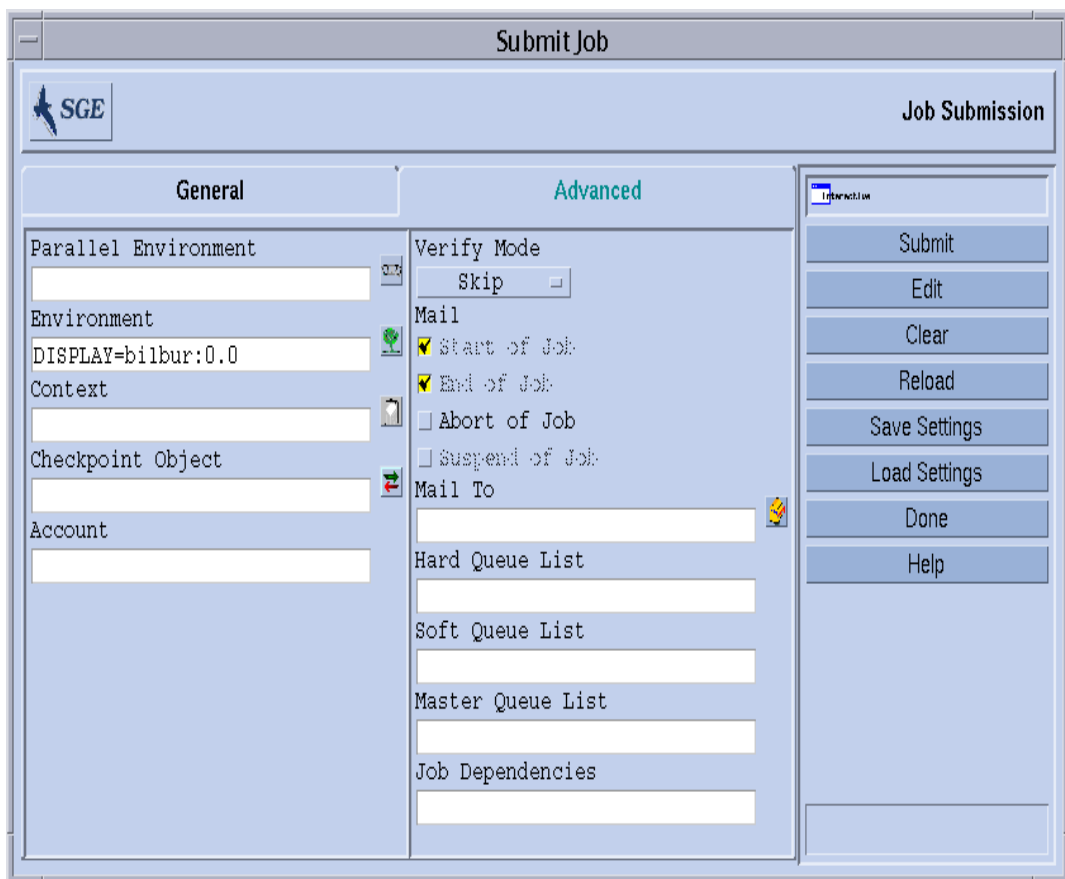 Submit Job
SGE
Job Submission
General
Advanced
Parallel Environment
Environment
DISPLAY=bilbur:0.0
Context
Checkpoint Object
Account
Verify Mode
Skip
Mail
Start of Job
End of Job
Abort of Job
Suspend of Job
Mail To
Hard Queue List
Soft Queue List
Master Queue List
Job Dependencies
Interactive
Submit
Edit
Clear
Reload
Save Settings
Load Settings
Done
Help